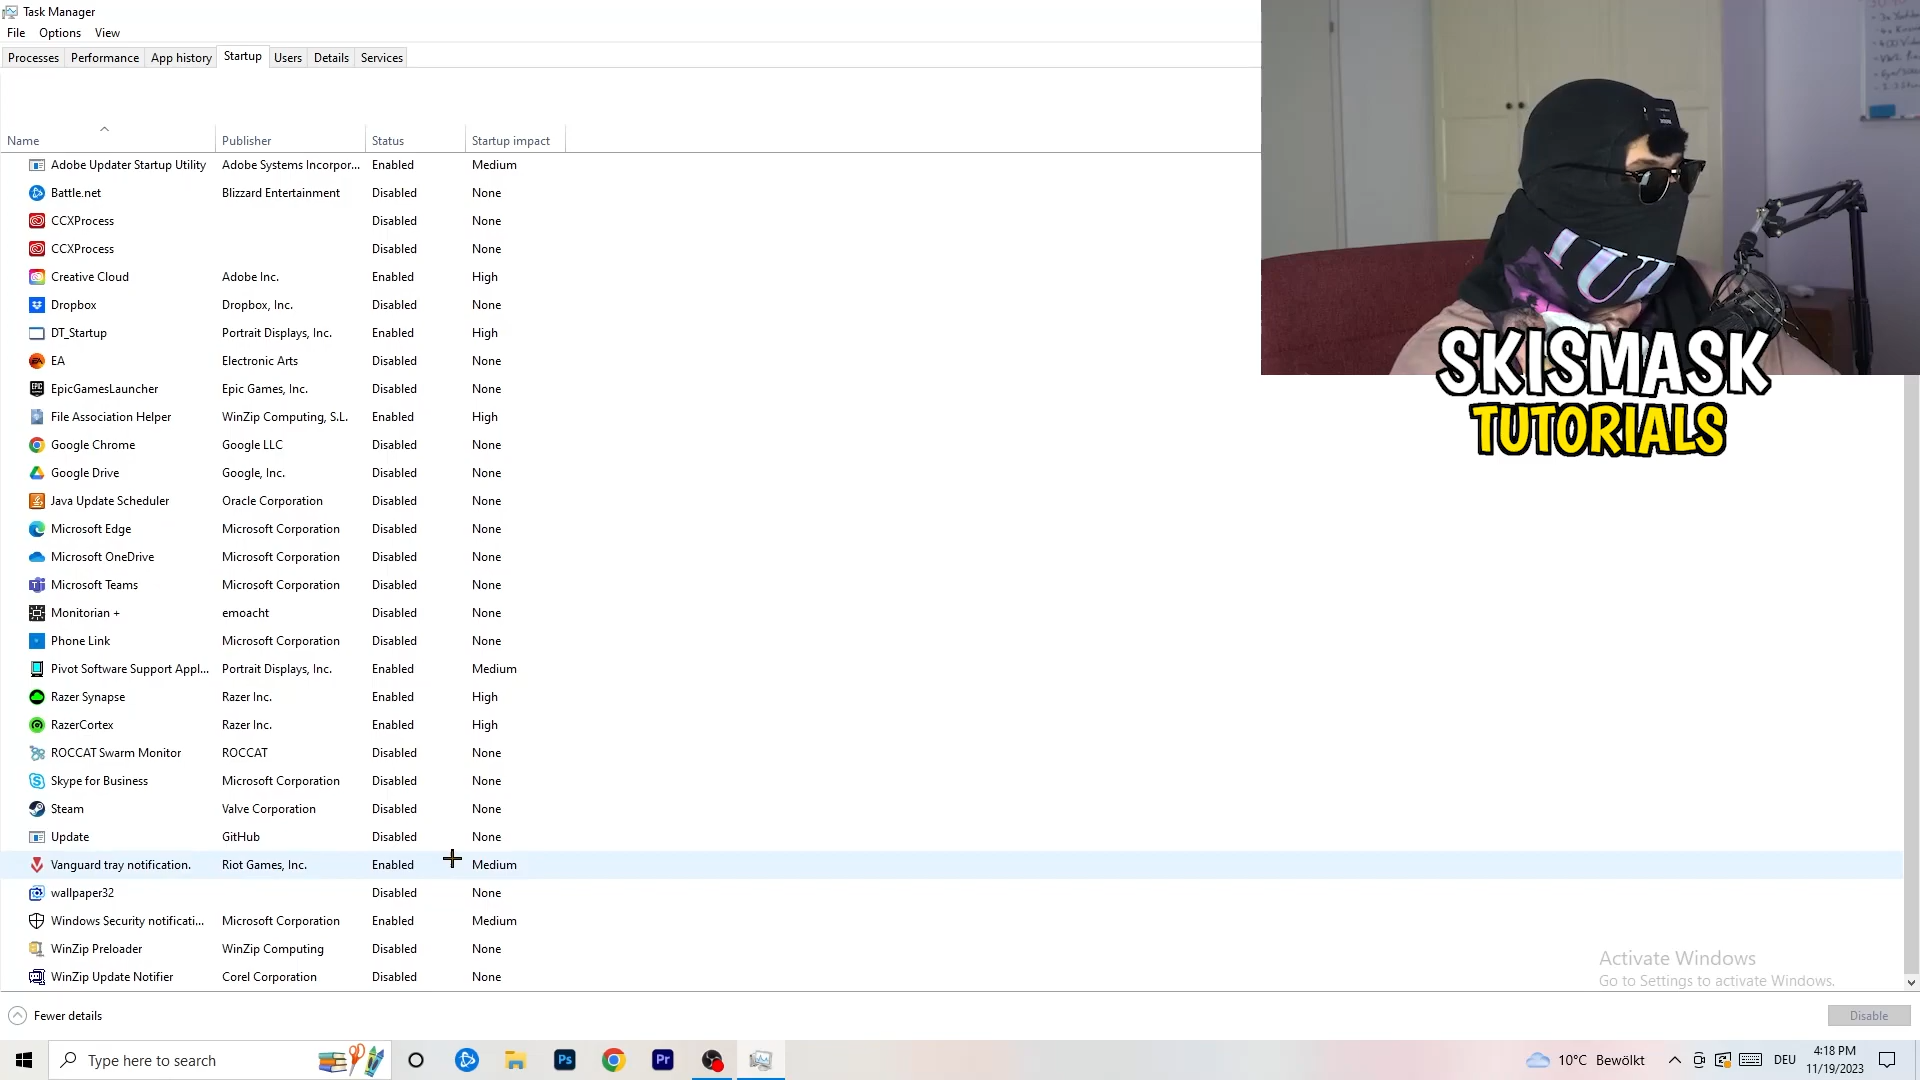 Task Manager
File Options View
Processes Performance App history Startup Users Details Services
Name Publisher Status Startup impact
Adobe Updater Startup Utility Adobe Systems Incorpor... Enabled Medium
Battle.net Blizzard Entertainment Disabled None
CCXProcess Disabled None
CCXProcess Disabled None
Creative Cloud Adobe Inc. Enabled High
Dropbox Dropbox, Inc. Disabled None
DT_Startup Portrait Displays, Inc. Enabled High
EA Electronic Arts Disabled None
EpicGamesLauncher Epic Games, Inc. Disabled None
File Association Helper WinZip Computing, S.L. Enabled High
Google Chrome Google LLC Disabled None
Google Drive Google, Inc. Disabled None
Java Update Scheduler Oracle Corporation Disabled None
Microsoft Edge Microsoft Corporation Disabled None
Microsoft OneDrive Microsoft Corporation Disabled None
Microsoft Teams Microsoft Corporation Disabled None
Monitorian + emoacht Disabled None
Phone Link Microsoft Corporation Disabled None
Pivot Software Support Appl... Portrait Displays, Inc. Enabled Medium
Razer Synapse Razer Inc. Enabled High
RazerCortex Razer Inc. Enabled High
ROCCAT Swarm Monitor ROCCAT Disabled None
Skype for Business Microsoft Corporation Disabled None
Steam Valve Corporation Disabled None
Update GitHub Disabled None
Vanguard tray notification. Riot Games, Inc. Enabled Medium
wallpaper32 Disabled None
Windows Security notificati... Microsoft Corporation Enabled Medium
WinZip Preloader WinZip Computing Disabled None
WinZip Update Notifier Corel Corporation Disabled None
SKISMASK
TUTORIALS
Activate Windows
Go to Settings to activate Windows.
Fewer details
Disable
Type here to search
Ps
Pr
10°C Bewölkt
DEU
4:18 PM
11/19/2023